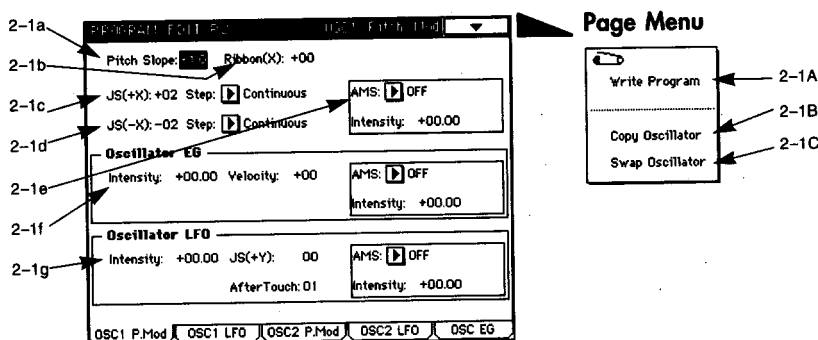 PROGRAM EDIT P2 OSC1 Pitch Mod
Page Menu
2-1a
Pitch Slope: +1.0 Ribbon(X): +00
2-1b
2-1c
JS(+X): +02 Step: Continuous
AMS: OFF
2-1d
JS(-X): -02 Step: Continuous
Intensity: +00.00
2-1e
Oscillator EG
2-1f
Intensity: +00.00 Velocity: +00
AMS: OFF
Intensity: +00.00
Oscillator LFO
2-1g
Intensity: +00.00 JS(+Y): 00
AMS: OFF
AfterTouch: 01
Intensity: +00.00
OSC1 P.Mod OSC1 LFO OSC2 P.Mod OSC2 LFO OSC EG
Write Program
2-1A
Copy Oscillator
2-1B
Swap Oscillator
2-1C